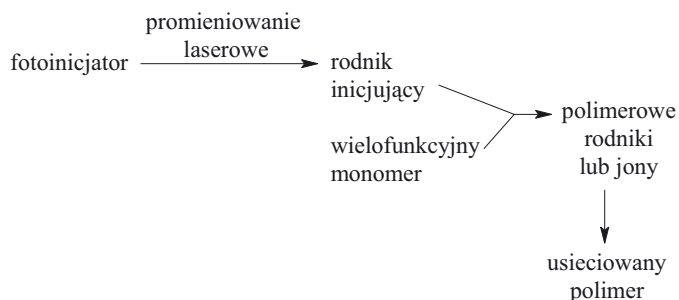 promieniowanie
laserowe
fotoinicjator
rodnik
inicjujący
wielofunkcyjny
monomer
polimerowe
rodniki
lub jony
usieciowany
polimer